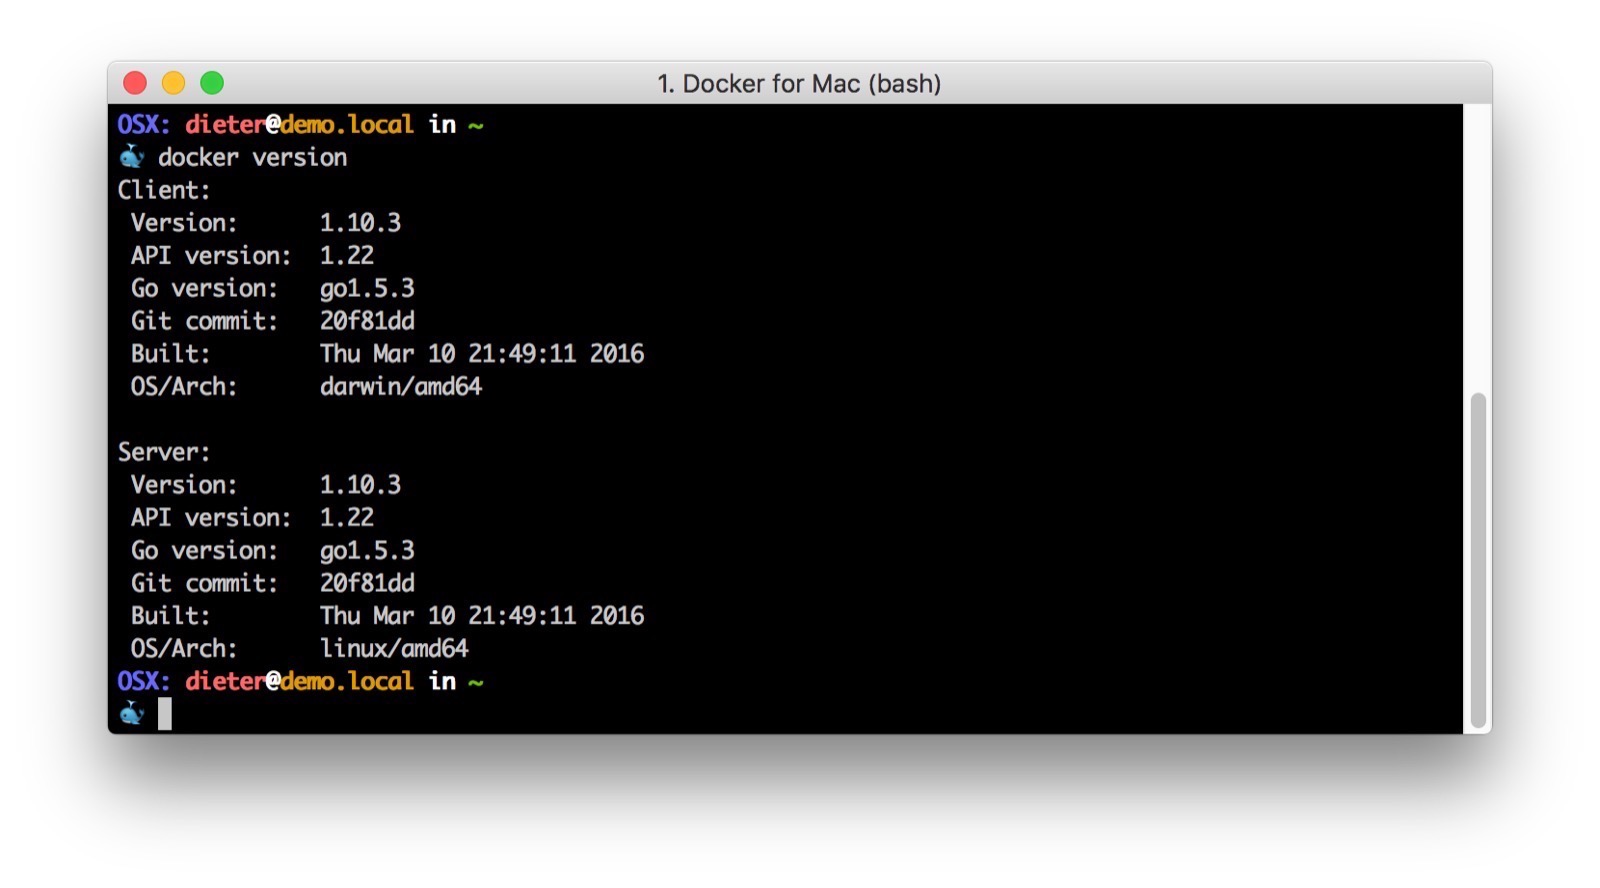 1. Docker for Mac (bash)
OSX: dieter@demo.local in ~
🐳 docker version
Client:
 Version:      1.10.3
 API version:  1.22
 Go version:   go1.5.3
 Git commit:   20f81dd
 Built:        Thu Mar 10 21:49:11 2016
 OS/Arch:      darwin/amd64

Server:
 Version:      1.10.3
 API version:  1.22
 Go version:   go1.5.3
 Git commit:   20f81dd
 Built:        Thu Mar 10 21:49:11 2016
 OS/Arch:      linux/amd64
OSX: dieter@demo.local in ~
🐳